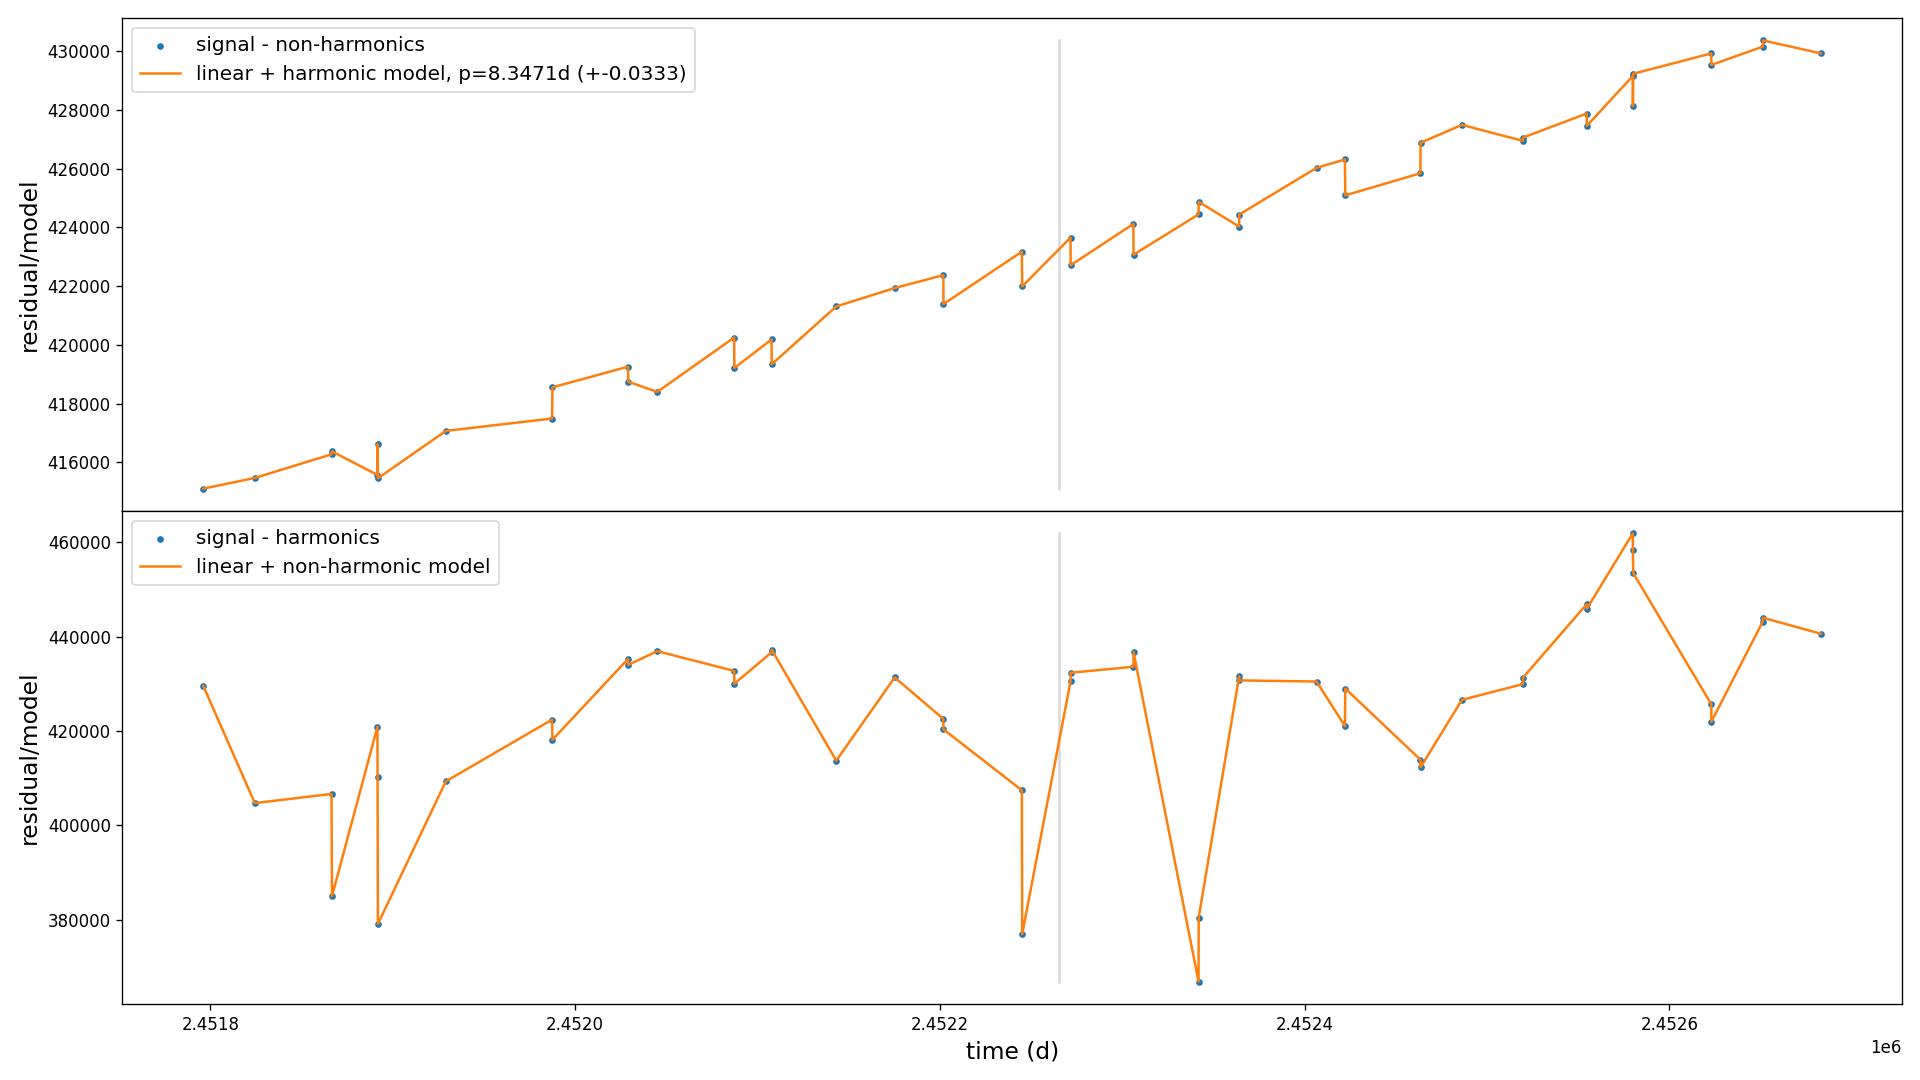 signal - non-harmonics
linear + harmonic model, p=8.3471d (+-0.0333)
430000
428000
426000
424000
422000
420000
418000
416000
residual/model
signal - harmonics
linear + non-harmonic model
460000
440000
420000
400000
380000
residual/model
2.4518
2.4520
2.4522
2.4524
2.4526
1e6
time (d)